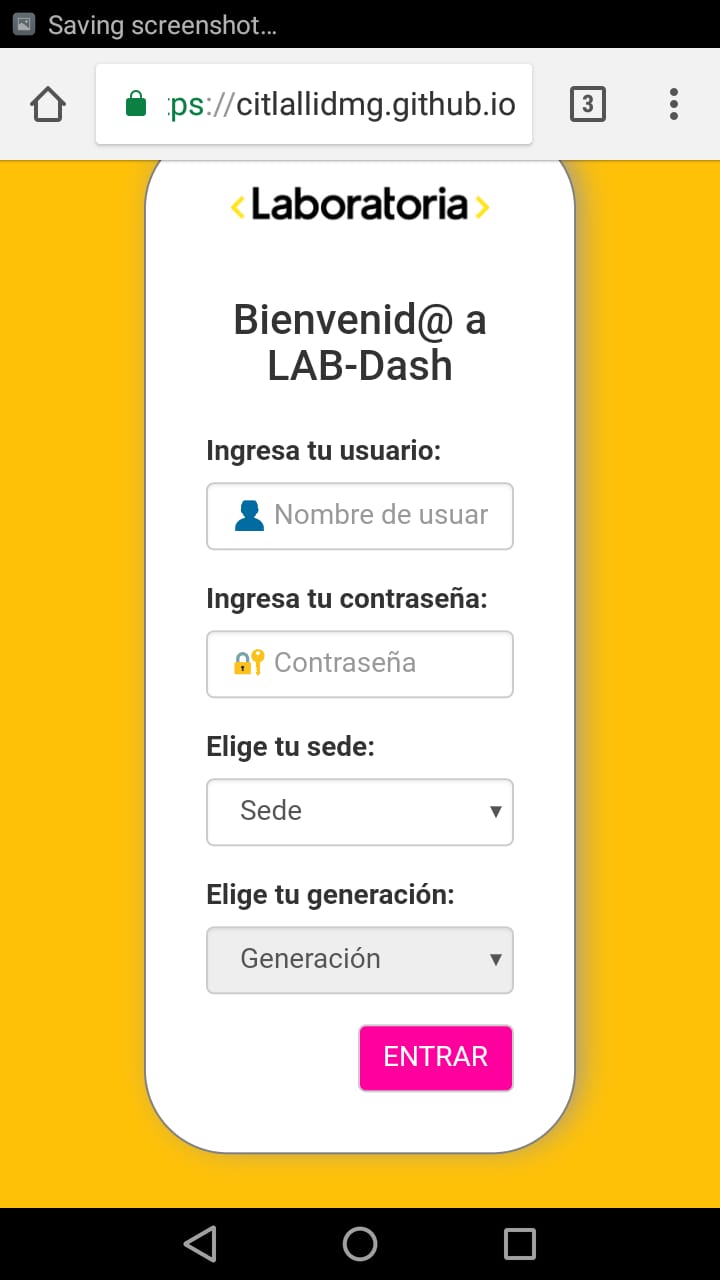 Saving screenshot...
tps://citlallidmg.github.io
3
<Laboratoria>
Bienvenid@ a
LAB-Dash
Ingresa tu usuario:
Nombre de usuar
Ingresa tu contraseña:
Contraseña
Elige tu sede:
Sede
Elige tu generación:
Generación
ENTRAR